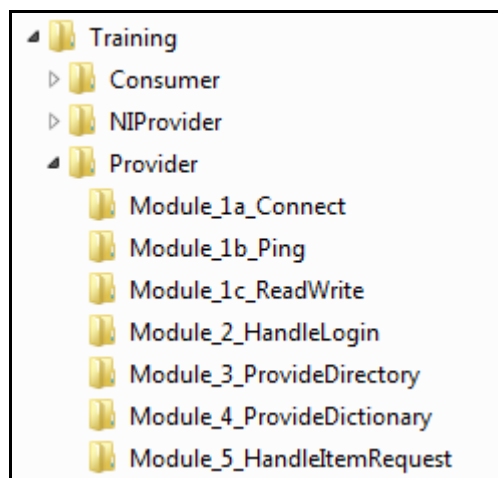 Training
Consumer
NIProvider
Provider
Module_1a_Connect
Module_1b_Ping
Module_1c_ReadWrite
Module_2_HandleLogin
Module_3_ProvideDirectory
Module_4_ProvideDictionary
Module_5_HandleItemRequest